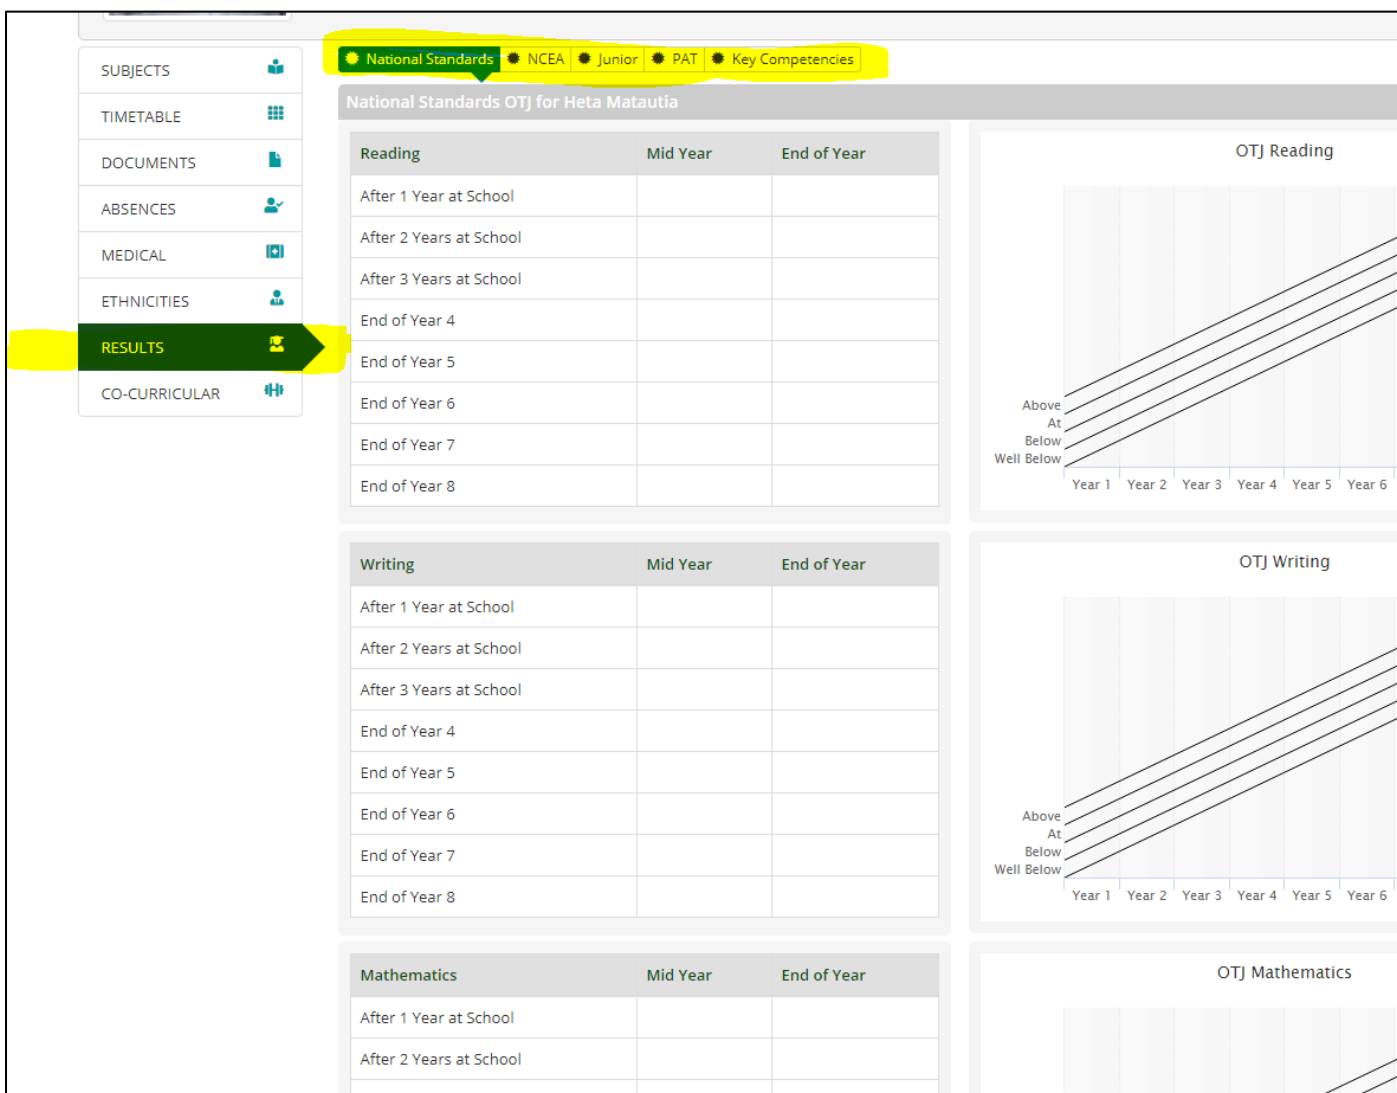 SUBJECTS
TIMETABLE
DOCUMENTS
ABSENCES
MEDICAL
ETHNICITIES
RESULTS
CO-CURRICULAR
National Standards NCEA Junior PAT Key Competencies
National Standards OTJ for Heta Matautia
Reading Mid Year End of Year
After 1 Year at School
After 2 Years at School
After 3 Years at School
End of Year 4
End of Year 5
End of Year 6
End of Year 7
End of Year 8
OTJ Reading
Above
At
Below
Well Below
Year 1 Year 2 Year 3 Year 4 Year 5 Year 6
Writing Mid Year End of Year
After 1 Year at School
After 2 Years at School
After 3 Years at School
End of Year 4
End of Year 5
End of Year 6
End of Year 7
End of Year 8
OTJ Writing
Above
At
Below
Well Below
Year 1 Year 2 Year 3 Year 4 Year 5 Year 6
Mathematics Mid Year End of Year
After 1 Year at School
After 2 Years at School
OTJ Mathematics